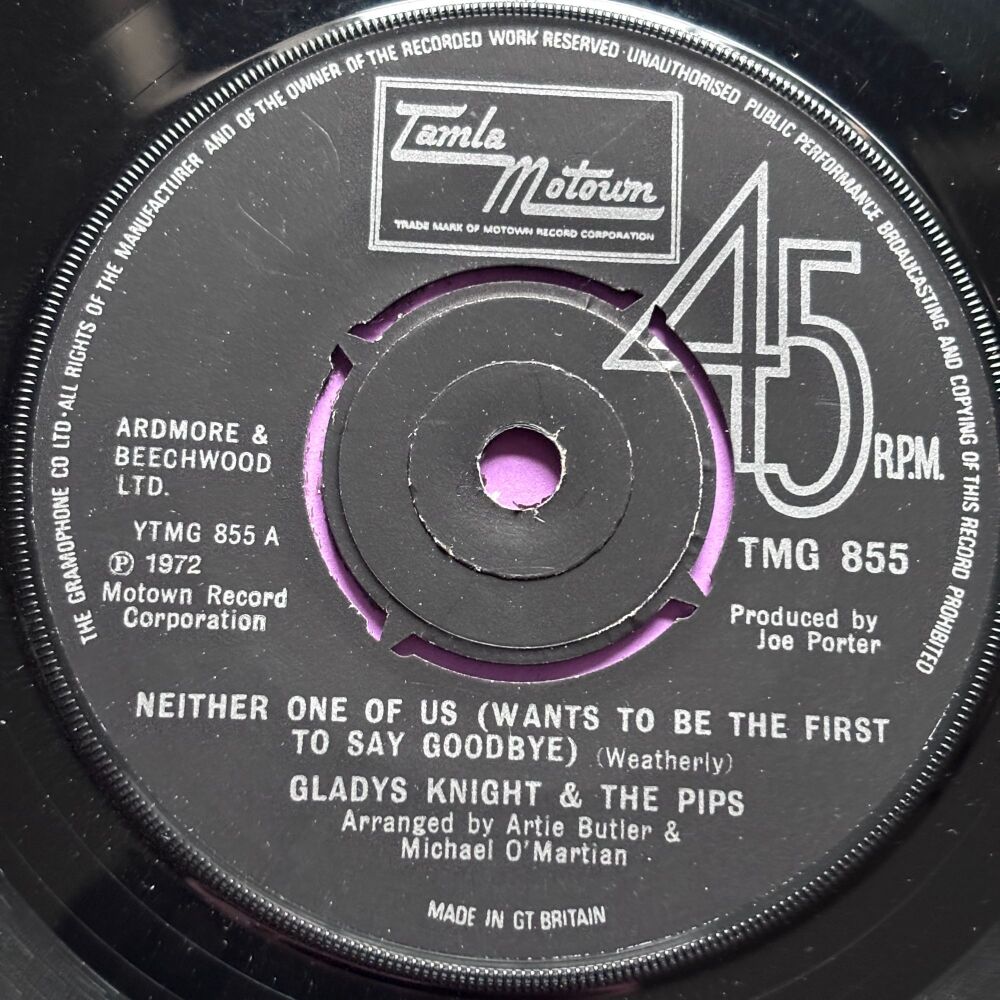 THE GRAMOPHONE CO LTD · ALL RIGHTS OF THE MANUFACTURER AND OF THE OWNER OF THE RECORDED WORK RESERVED · UNAUTHORISED PUBLIC PERFORMANCE BROADCASTING AND COPYING OF THIS RECORD PROHIBITED
Tamla
Motown
TRADE MARK OF MOTOWN RECORD CORPORATION
45
R.P.M.
ARDMORE &
BEECHWOOD
LTD.
YTMG 855 A
℗ 1972
Motown Record
Corporation
TMG 855
Produced by
Joe Porter
NEITHER ONE OF US (WANTS TO BE THE FIRST
TO SAY GOODBYE) (Weatherly)
GLADYS KNIGHT & THE PIPS
Arranged by Artie Butler &
Michael O'Martian
MADE IN GT. BRITAIN